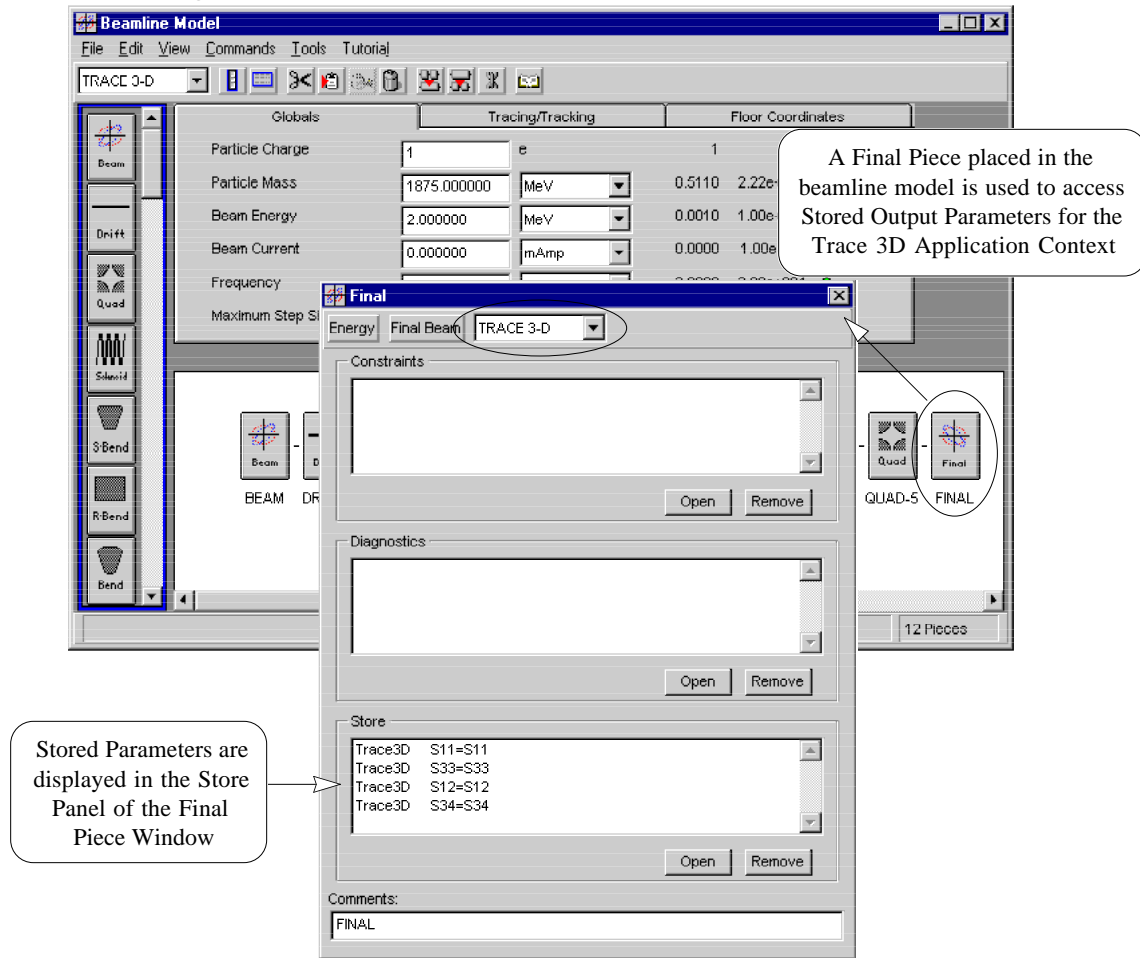 Beamline Model
File Edit View Commands Tools Tutorial
TRACE 3-D
Globals
Tracing/Tracking
Floor Coordinates
Particle Charge
1
e
1
Particle Mass
1875.000000
MeV
0.5110
Beam Energy
2.000000
MeV
0.0010
Beam Current
0.000000
mAmp
0.0000
Frequency
Beam
Drift
Quad
Solenoid
S-Bend
R-Bend
Bend
A Final Piece placed in the
beamline model is used to access
Stored Output Parameters for the
Trace 3D Application Context
Final
Energy
Final Beam
TRACE 3-D
Constraints
Open
Remove
Diagnostics
Open
Remove
Store
Trace3D S11=S11
Trace3D S33=S33
Trace3D S12=S12
Trace3D S34=S34
Open
Remove
Comments:
FINAL
Beam
BEAM
Quad
QUAD-5
Final
FINAL
12 Pieces
Stored Parameters are
displayed in the Store
Panel of the Final
Piece Window